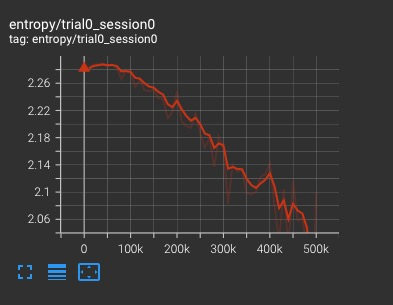 entropy/trial0_session0
tag: entropy/trial0_session0
2.26
2.22
2.18
2.14
2.1
2.06
0 100k 200k 300k 400k 500k